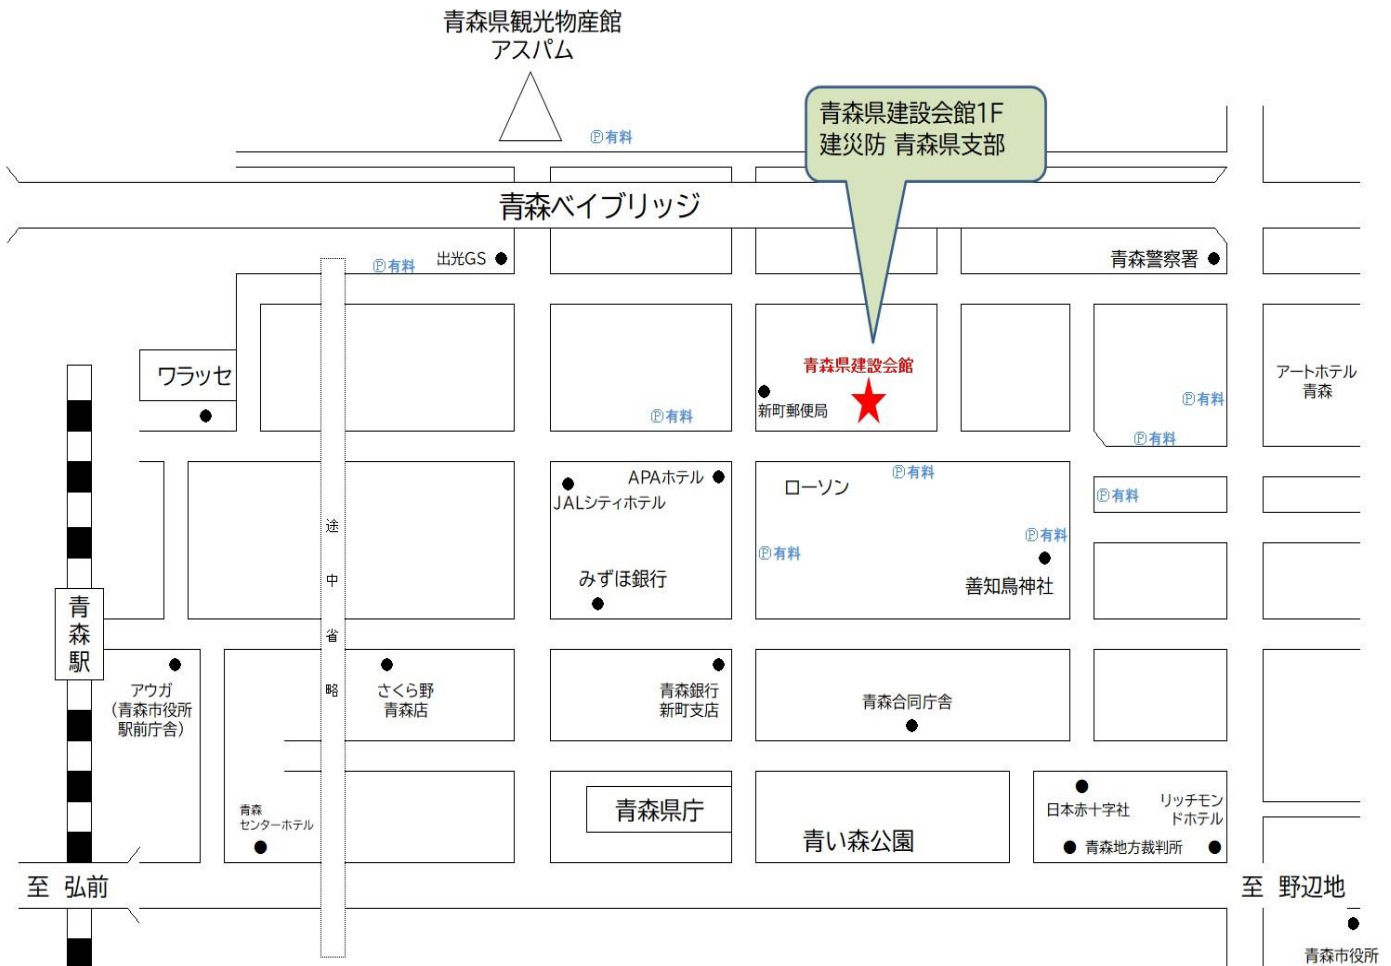 青森県観光物産館
アスパム
Ⓟ有料
青森県建設会館1F
建災防 青森県支部
青森ベイブリッジ
Ⓟ有料
出光GS
青森警察署
ワラッセ
青森県建設会館
新町郵便局
Ⓟ有料
Ⓟ有料
Ⓟ有料
アートホテル
青森
APAホテル
JALシティホテル
ローソン
Ⓟ有料
Ⓟ有料
Ⓟ有料
Ⓟ有料
みずほ銀行
善知鳥神社
途中省略
青森駅
アウガ
(青森市役所
駅前庁舎)
さくら野
青森店
青森銀行
新町支店
青森合同庁舎
青森
センターホテル
青森県庁
青い森公園
日本赤十字社
リッチモン
ドホテル
青森地方裁判所
至 弘前
至 野辺地
青森市役所